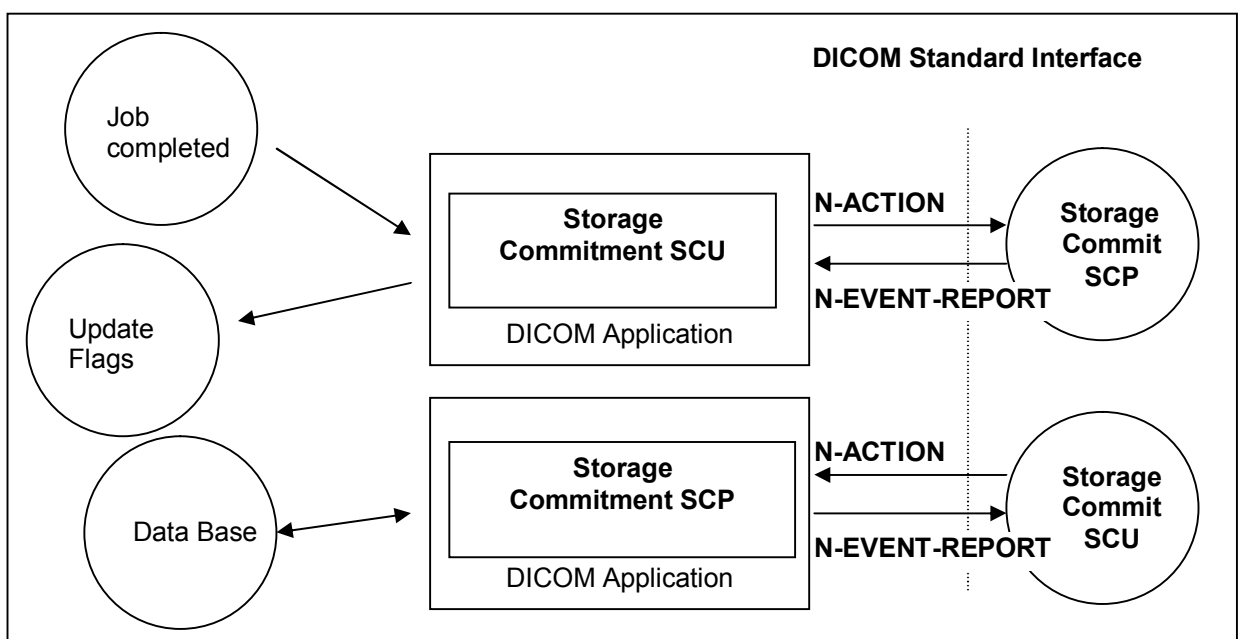 DICOM Standard Interface
Job
completed
Storage
Commitment SCU
DICOM Application
N-ACTION
N-EVENT-REPORT
Storage
Commit
SCP
Update
Flags
Data Base
Storage
Commitment SCP
DICOM Application
N-ACTION
N-EVENT-REPORT
Storage
Commit
SCU